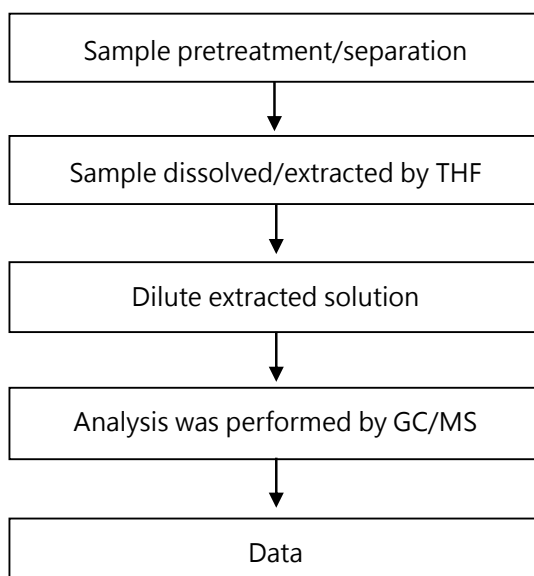 Sample pretreatment/separation
Sample dissolved/extracted by THF
Dilute extracted solution
Analysis was performed by GC/MS
Data